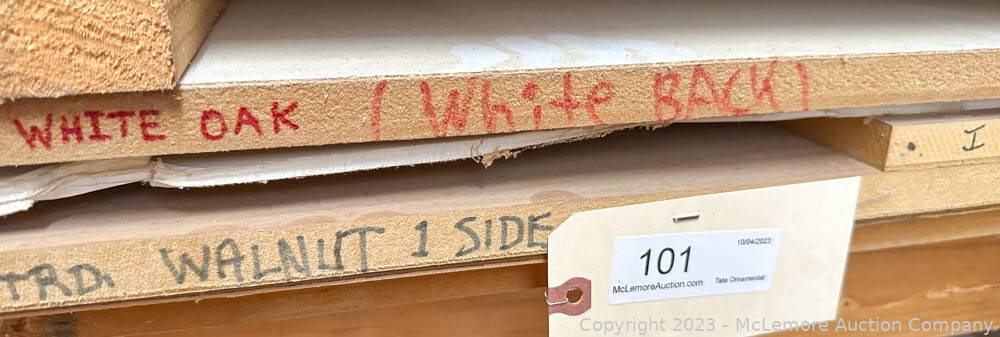 WHITE OAK (White BACK)
I
TRD. WALNUT 1 SIDE
10/04/2023
101
McLemoreAuction.com Tate Ornamental
Copyright 2023 - McLemore Auction Company